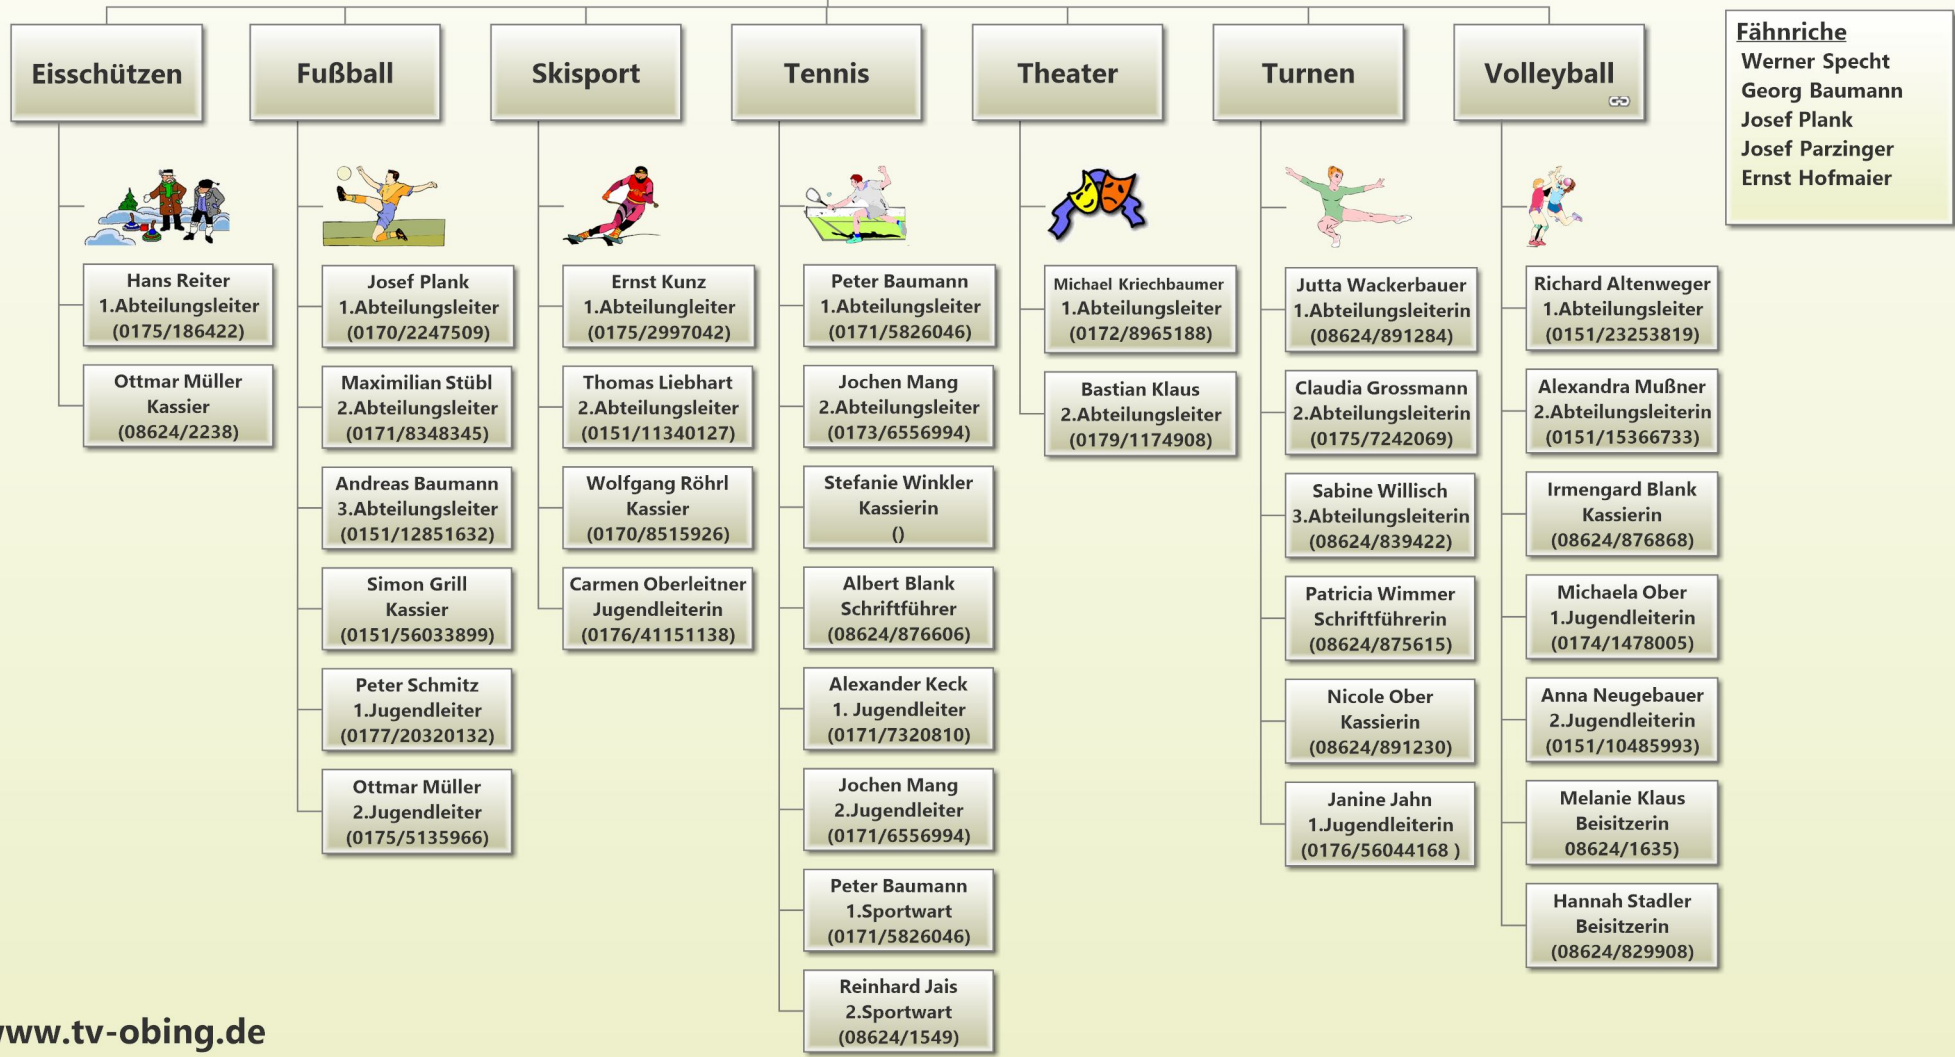 Eisschützen
Fußball
Skisport
Tennis
Theater
Turnen
Volleyball
Fähnriche
Werner Specht
Georg Baumann
Josef Plank
Josef Parzinger
Ernst Hofmaier
Hans Reiter
1.Abteilungsleiter
(0175/186422)
Ottmar Müller
Kassier
(08624/2238)
Josef Plank
1.Abteilungsleiter
(0170/2247509)
Maximilian Stübl
2.Abteilungsleiter
(0171/8348345)
Andreas Baumann
3.Abteilungsleiter
(0151/12851632)
Simon Grill
Kassier
(0151/56033899)
Peter Schmitz
1.Jugendleiter
(0177/20320132)
Ottmar Müller
2.Jugendleiter
(0175/5135966)
Ernst Kunz
1.Abteilungleiter
(0175/2997042)
Thomas Liebhart
2.Abteilungsleiter
(0151/11340127)
Wolfgang Röhrl
Kassier
(0170/8515926)
Carmen Oberleitner
Jugendleiterin
(0176/41151138)
Peter Baumann
1.Abteilungsleiter
(0171/5826046)
Jochen Mang
2.Abteilungsleiter
(0173/6556994)
Stefanie Winkler
Kassierin
()
Albert Blank
Schriftführer
(08624/876606)
Alexander Keck
1. Jugendleiter
(0171/7320810)
Jochen Mang
2.Jugendleiter
(0171/6556994)
Peter Baumann
1.Sportwart
(0171/5826046)
Reinhard Jais
2.Sportwart
(08624/1549)
Michael Kriechbaumer
1.Abteilungsleiter
(0172/8965188)
Bastian Klaus
2.Abteilungsleiter
(0179/1174908)
Jutta Wackerbauer
1.Abteilungsleiterin
(08624/891284)
Claudia Grossmann
2.Abteilungsleiterin
(0175/7242069)
Sabine Willisch
3.Abteilungsleiterin
(08624/839422)
Patricia Wimmer
Schriftführerin
(08624/875615)
Nicole Ober
Kassierin
(08624/891230)
Janine Jahn
1.Jugendleiterin
(0176/56044168 )
Richard Altenweger
1.Abteilungsleiter
(0151/23253819)
Alexandra Mußner
2.Abteilungsleiterin
(0151/15366733)
Irmengard Blank
Kassierin
(08624/876868)
Michaela Ober
1.Jugendleiterin
(0174/1478005)
Anna Neugebauer
2.Jugendleiterin
(0151/10485993)
Melanie Klaus
Beisitzerin
08624/1635)
Hannah Stadler
Beisitzerin
(08624/829908)
www.tv-obing.de